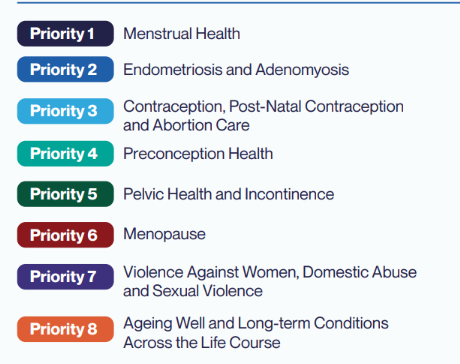 Priority 1 Menstrual Health
Priority 2 Endometriosis and Adenomyosis
Priority 3 Contraception, Post-Natal Contraception
and Abortion Care
Priority 4 Preconception Health
Priority 5 Pelvic Health and Incontinence
Priority 6 Menopause
Priority 7 Violence Against Women, Domestic Abuse
and Sexual Violence
Priority 8 Ageing Well and Long-term Conditions
Across the Life Course